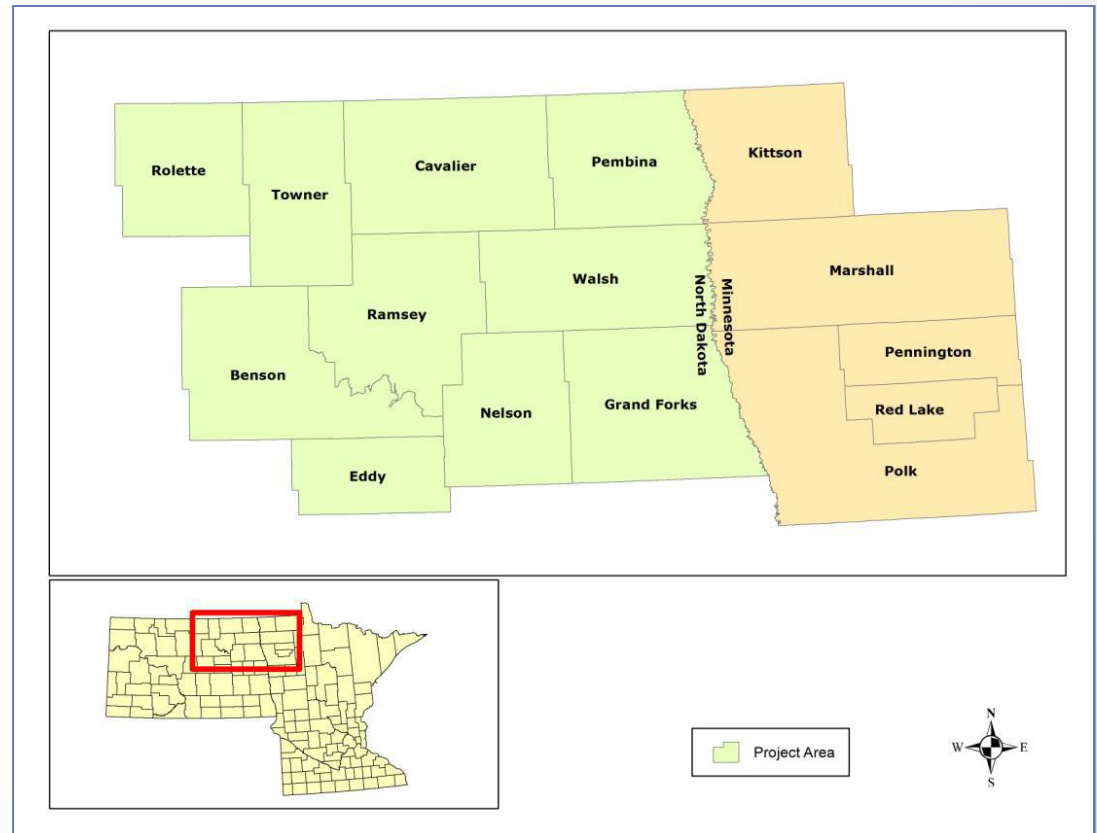 Kittson
Pembina
Cavalier
Rolette
Towner
Marshall
Walsh
Minnesota
North Dakota
Ramsey
Pennington
Benson
Red Lake
Grand Forks
Nelson
Polk
Eddy
Project Area
N
W
E
S